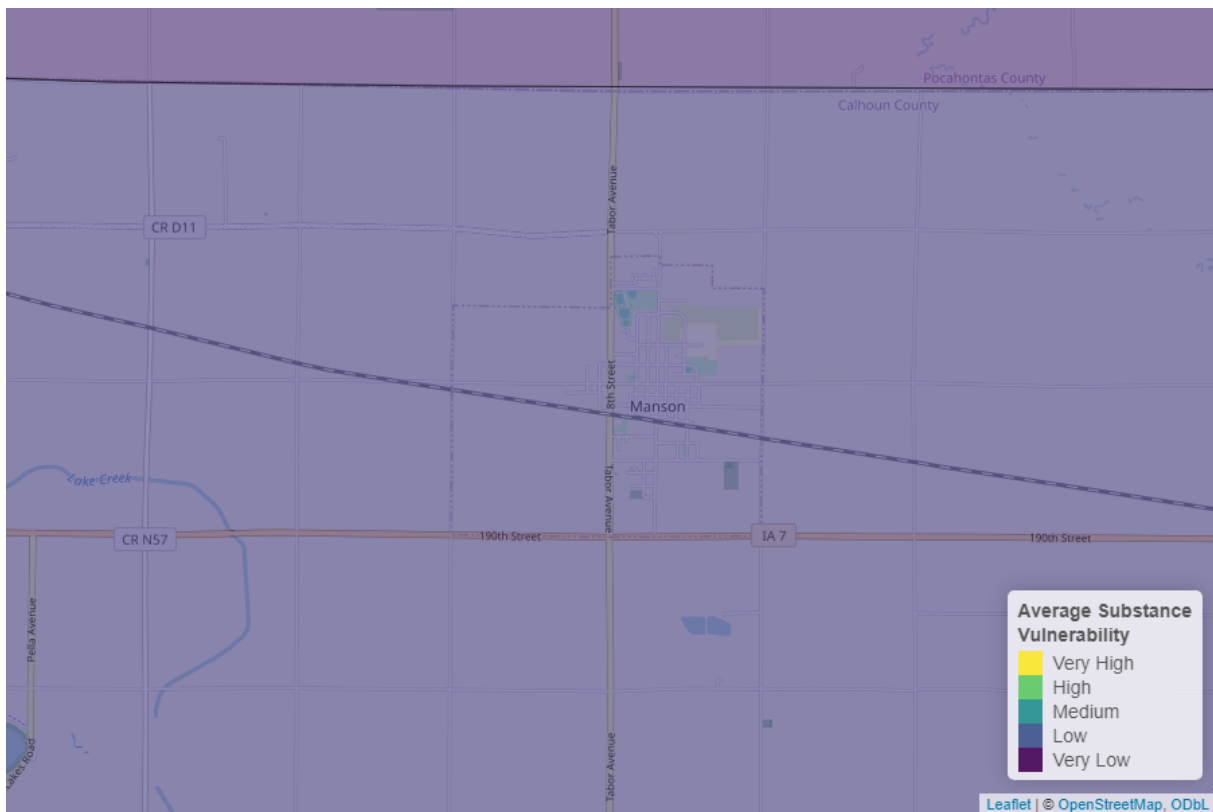 Pocahontas County
Calhoun County
Tabor Avenue
CR D11
8th Street
Manson
Lake Creek
Tabor Avenue
CR N57
190th Street
IA 7
190th Street
Pella Avenue
Average Substance
Vulnerability
Very High
High
Medium
Low
Very Low
Lakes Road
Tabor Avenue
Leaflet | © OpenStreetMap, ODbL